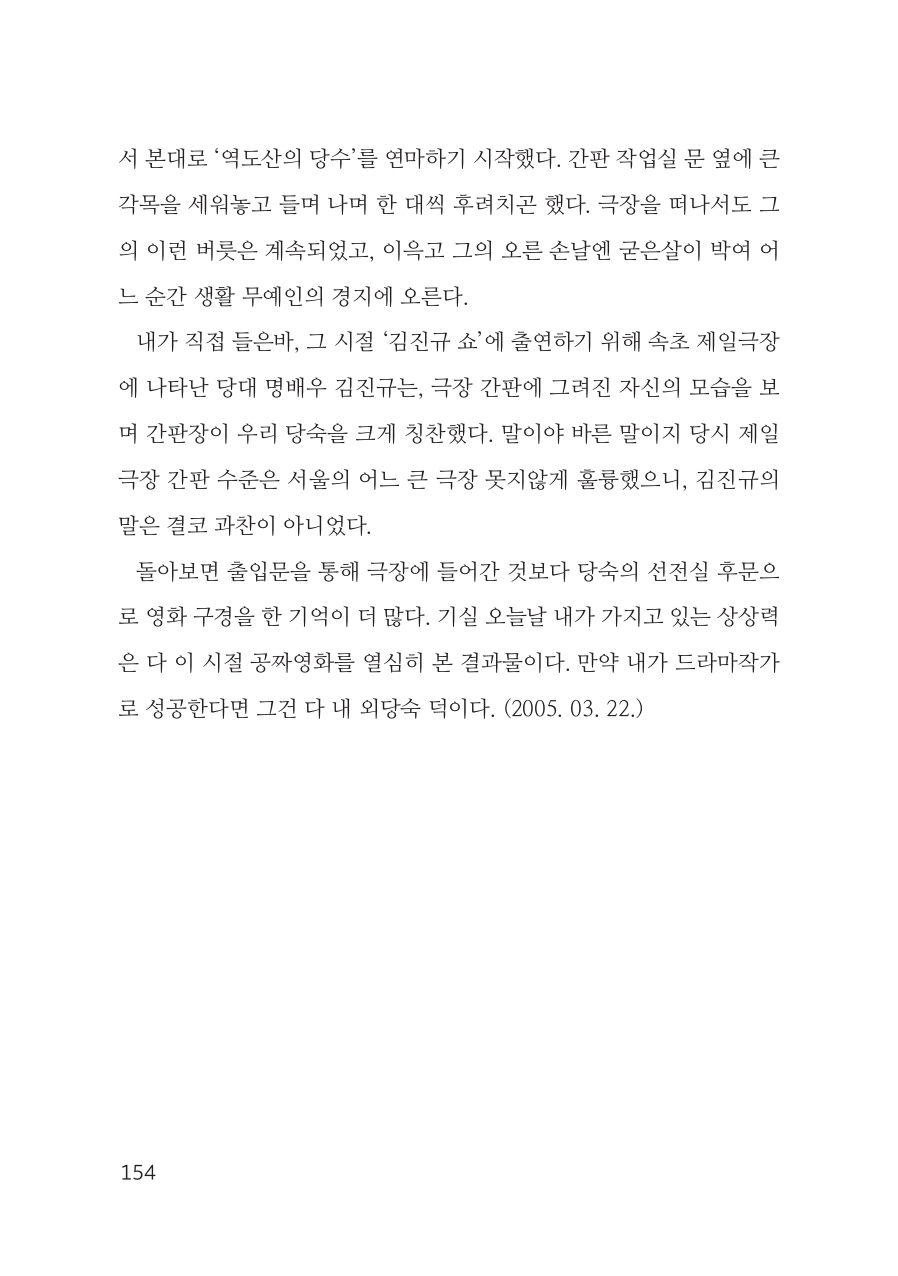 서 본대로 ‘역도산의 당수’를 연마하기 시작했다. 간판 작업실 문 옆에 큰
각목을 세워놓고 들며 나며 한 대씩 후려치곤 했다. 극장을 떠나서도 그
의 이런 버릇은 계속되었고, 이윽고 그의 오른 손날엔 굳은살이 박여 어
느 순간 생활 무예인의 경지에 오른다.
내가 직접 들은바, 그 시절 ‘김진규 쇼’에 출연하기 위해 속초 제일극장
에 나타난 당대 명배우 김진규는, 극장 간판에 그려진 자신의 모습을 보
며 간판장이 우리 당숙을 크게 칭찬했다. 말이야 바른 말이지 당시 제일
극장 간판 수준은 서울의 어느 큰 극장 못지않게 훌륭했으니, 김진규의
말은 결코 과찬이 아니었다.
돌아보면 출입문을 통해 극장에 들어간 것보다 당숙의 선전실 후문으
로 영화 구경을 한 기억이 더 많다. 기실 오늘날 내가 가지고 있는 상상력
은 다 이 시절 공짜영화를 열심히 본 결과물이다. 만약 내가 드라마작가
로 성공한다면 그건 다 내 외당숙 덕이다. (2005. 03. 22.)
154